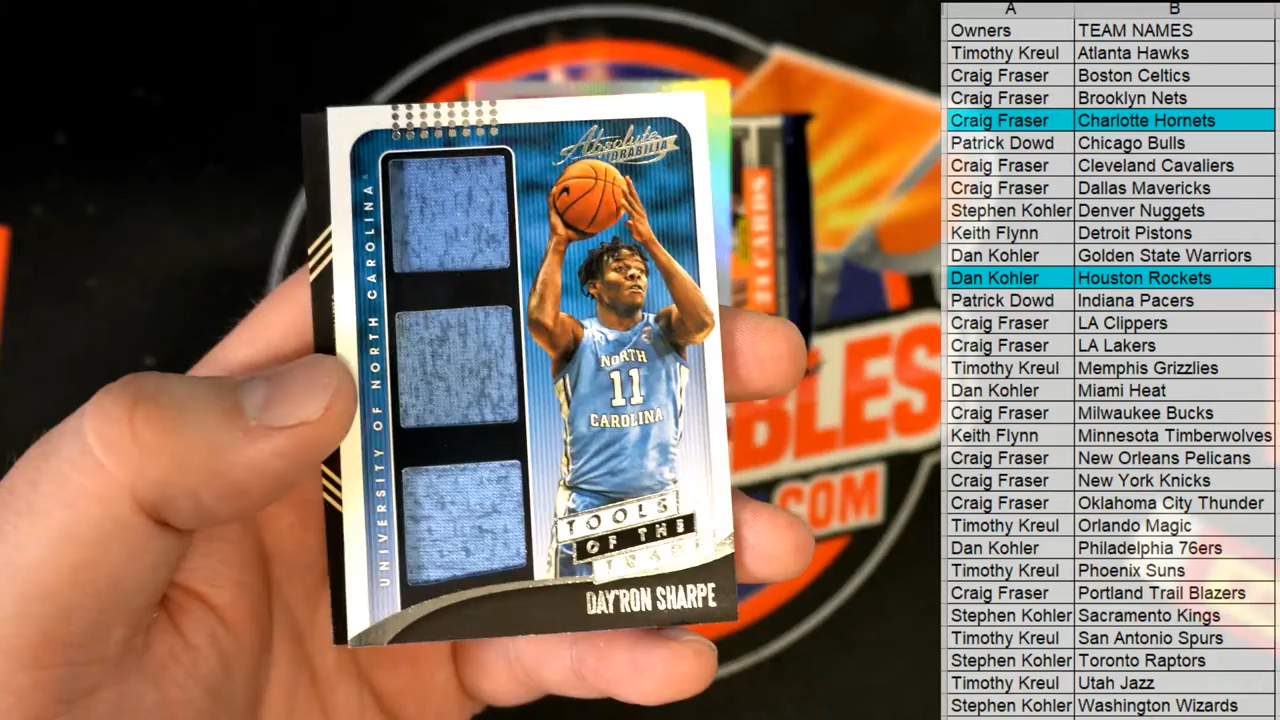 Absolute
MEMORABILIA
UNIVERSITY OF NORTH CAROLINA
NORTH
11
CAROLINA
TOOLS
OF THE
DAY'RON SHARPE
CARDS
BLES
.COM
A B
Owners TEAM NAMES
Timothy Kreul Atlanta Hawks
Craig Fraser Boston Celtics
Craig Fraser Brooklyn Nets
Craig Fraser Charlotte Hornets
Patrick Dowd Chicago Bulls
Craig Fraser Cleveland Cavaliers
Craig Fraser Dallas Mavericks
Stephen Kohler Denver Nuggets
Keith Flynn Detroit Pistons
Dan Kohler Golden State Warriors
Dan Kohler Houston Rockets
Patrick Dowd Indiana Pacers
Craig Fraser LA Clippers
Craig Fraser LA Lakers
Timothy Kreul Memphis Grizzlies
Dan Kohler Miami Heat
Craig Fraser Milwaukee Bucks
Keith Flynn Minnesota Timberwolves
Craig Fraser New Orleans Pelicans
Craig Fraser New York Knicks
Craig Fraser Oklahoma City Thunder
Timothy Kreul Orlando Magic
Dan Kohler Philadelphia 76ers
Timothy Kreul Phoenix Suns
Craig Fraser Portland Trail Blazers
Stephen Kohler Sacramento Kings
Timothy Kreul San Antonio Spurs
Stephen Kohler Toronto Raptors
Timothy Kreul Utah Jazz
Stephen Kohler Washington Wizards